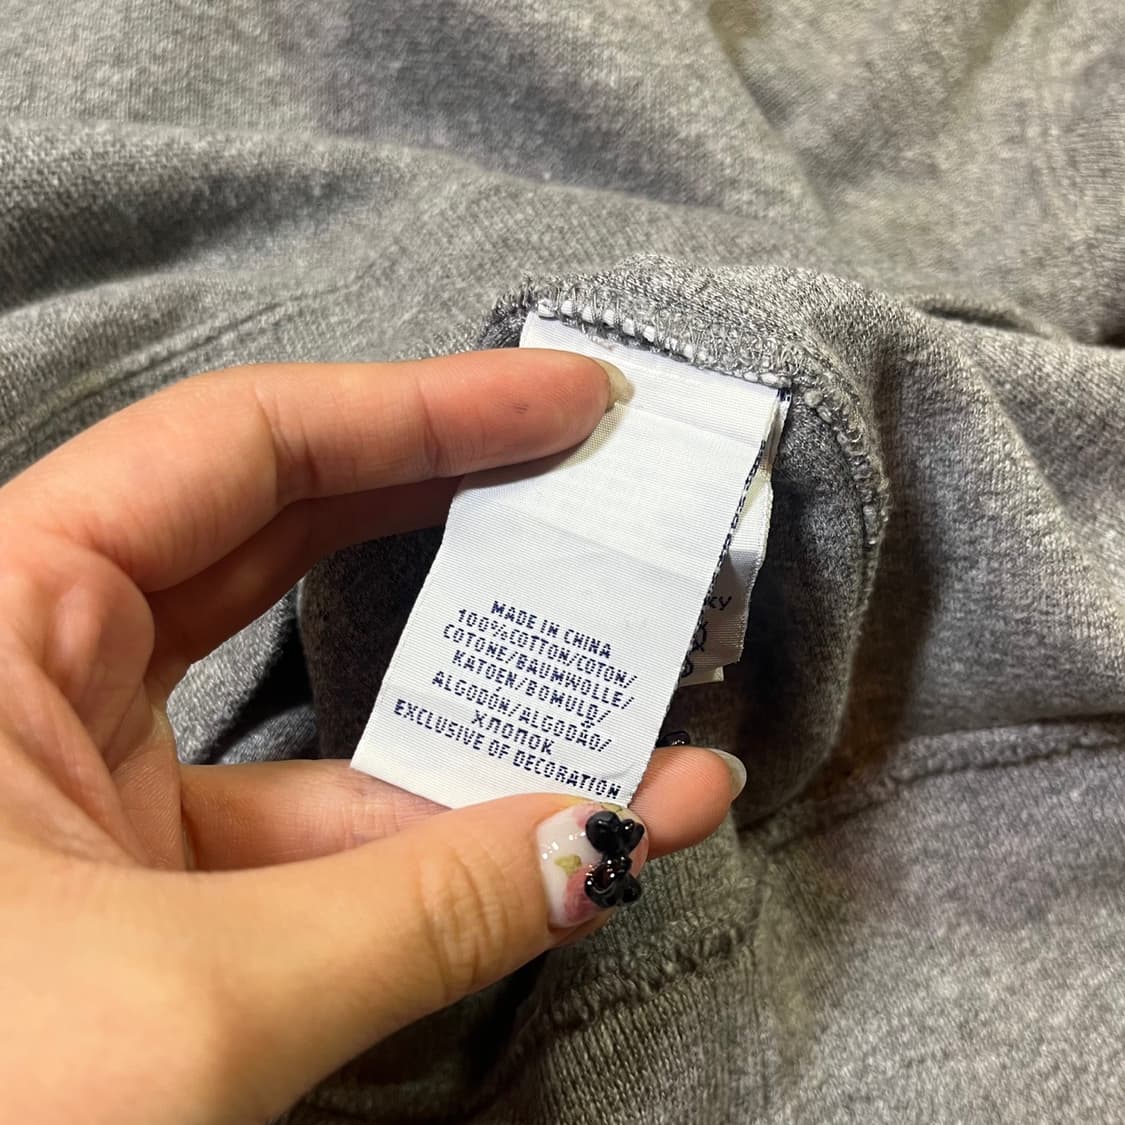 MADE IN CHINA
100%COTTON/COTON/
COTONE/BAUMWOLLE/
KATOEN/BOMULD/
ALGODÓN/ALGODÃO/
ХЛОПОК
EXCLUSIVE OF DECORATION